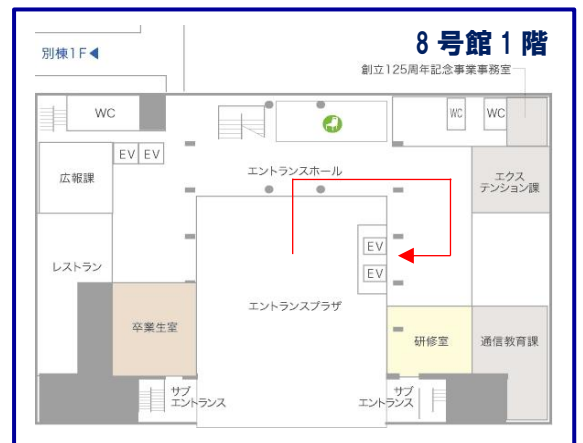 8号館1階
別棟1F◀
創立125周年記念事業事務室
WC
WC
WC
EV EV
広報課
エントランスホール
エクス
テンション課
EV
レストラン
EV
エントランスプラザ
卒業生室
研修室
通信教育課
サブ
エントランス
サブ
エントランス